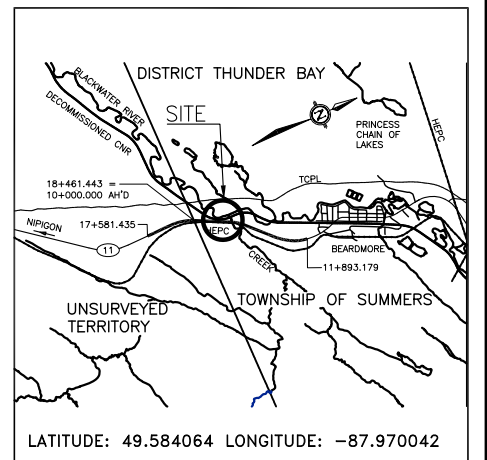 DISTRICT THUNDER BAY
BLACKWATER RIVER
DECOMMISSIONED CNR
SITE
N
PRINCESS
CHAIN OF
LAKES
HEPC
18+461.443 =
10+000.000 AH'D
TCPL
NIPIGON
17+581.435
HEPC
11
BEARDMORE
CREEK
11+893.179
UNSURVEYED
TERRITORY
TOWNSHIP OF SUMMERS
LATITUDE: 49.584064 LONGITUDE: −87.970042